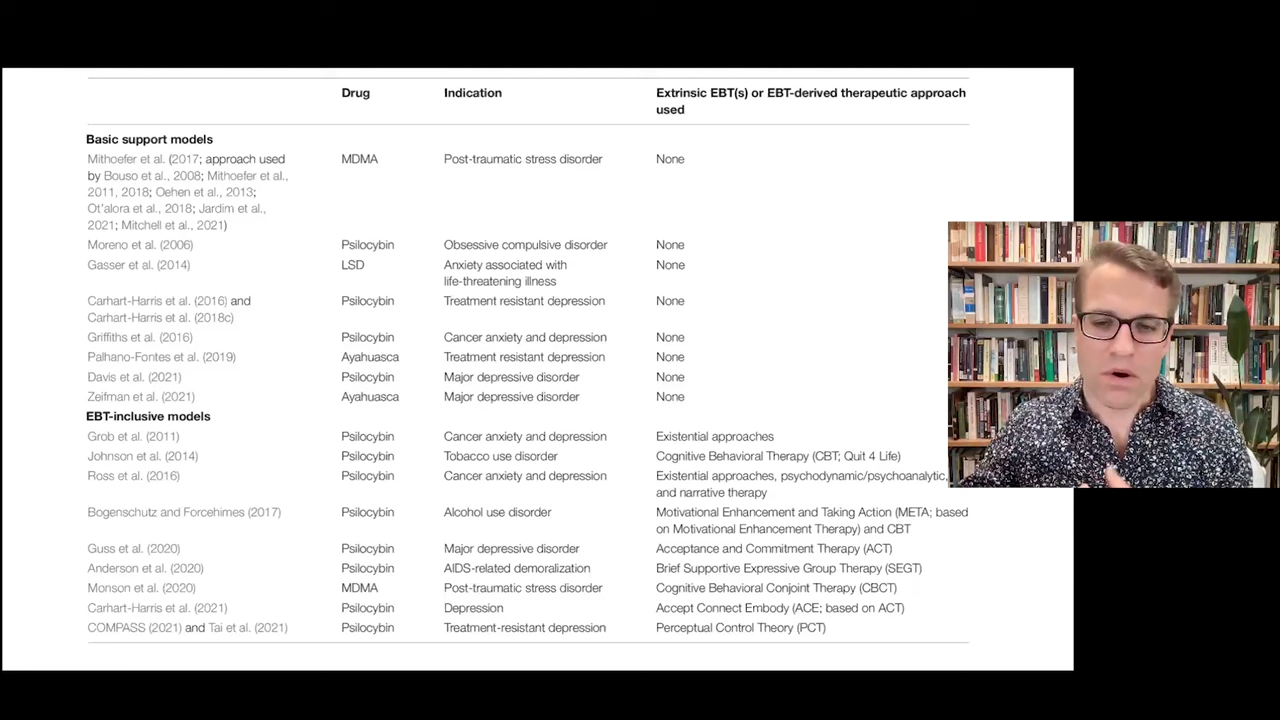 Drug Indication Extrinsic EBT(s) or EBT-derived therapeutic approach
used
Basic support models
Mithoefer et al. (2017; approach used MDMA Post-traumatic stress disorder None
by Bouso et al., 2008; Mithoefer et al.,
2011, 2018; Oehen et al., 2013;
Ot'alora et al., 2018; Jardim et al.,
2021; Mitchell et al., 2021)
Moreno et al. (2006) Psilocybin Obsessive compulsive disorder None
Gasser et al. (2014) LSD Anxiety associated with None
life-threatening illness
Carhart-Harris et al. (2016) and Psilocybin Treatment resistant depression None
Carhart-Harris et al. (2018c)
Griffiths et al. (2016) Psilocybin Cancer anxiety and depression None
Palhano-Fontes et al. (2019) Ayahuasca Treatment resistant depression None
Davis et al. (2021) Psilocybin Major depressive disorder None
Zeifman et al. (2021) Ayahuasca Major depressive disorder None
EBT-inclusive models
Grob et al. (2011) Psilocybin Cancer anxiety and depression Existential approaches
Johnson et al. (2014) Psilocybin Tobacco use disorder Cognitive Behavioral Therapy (CBT; Quit 4 Life)
Ross et al. (2016) Psilocybin Cancer anxiety and depression Existential approaches, psychodynamic/psychoanalytic,
and narrative therapy
Bogenschutz and Forcehimes (2017) Psilocybin Alcohol use disorder Motivational Enhancement and Taking Action (META; based
on Motivational Enhancement Therapy) and CBT
Guss et al. (2020) Psilocybin Major depressive disorder Acceptance and Commitment Therapy (ACT)
Anderson et al. (2020) Psilocybin AIDS-related demoralization Brief Supportive Expressive Group Therapy (SEGT)
Monson et al. (2020) MDMA Post-traumatic stress disorder Cognitive Behavioral Conjoint Therapy (CBCT)
Carhart-Harris et al. (2021) Psilocybin Depression Accept Connect Embody (ACE; based on ACT)
COMPASS (2021) and Tai et al. (2021) Psilocybin Treatment-resistant depression Perceptual Control Theory (PCT)